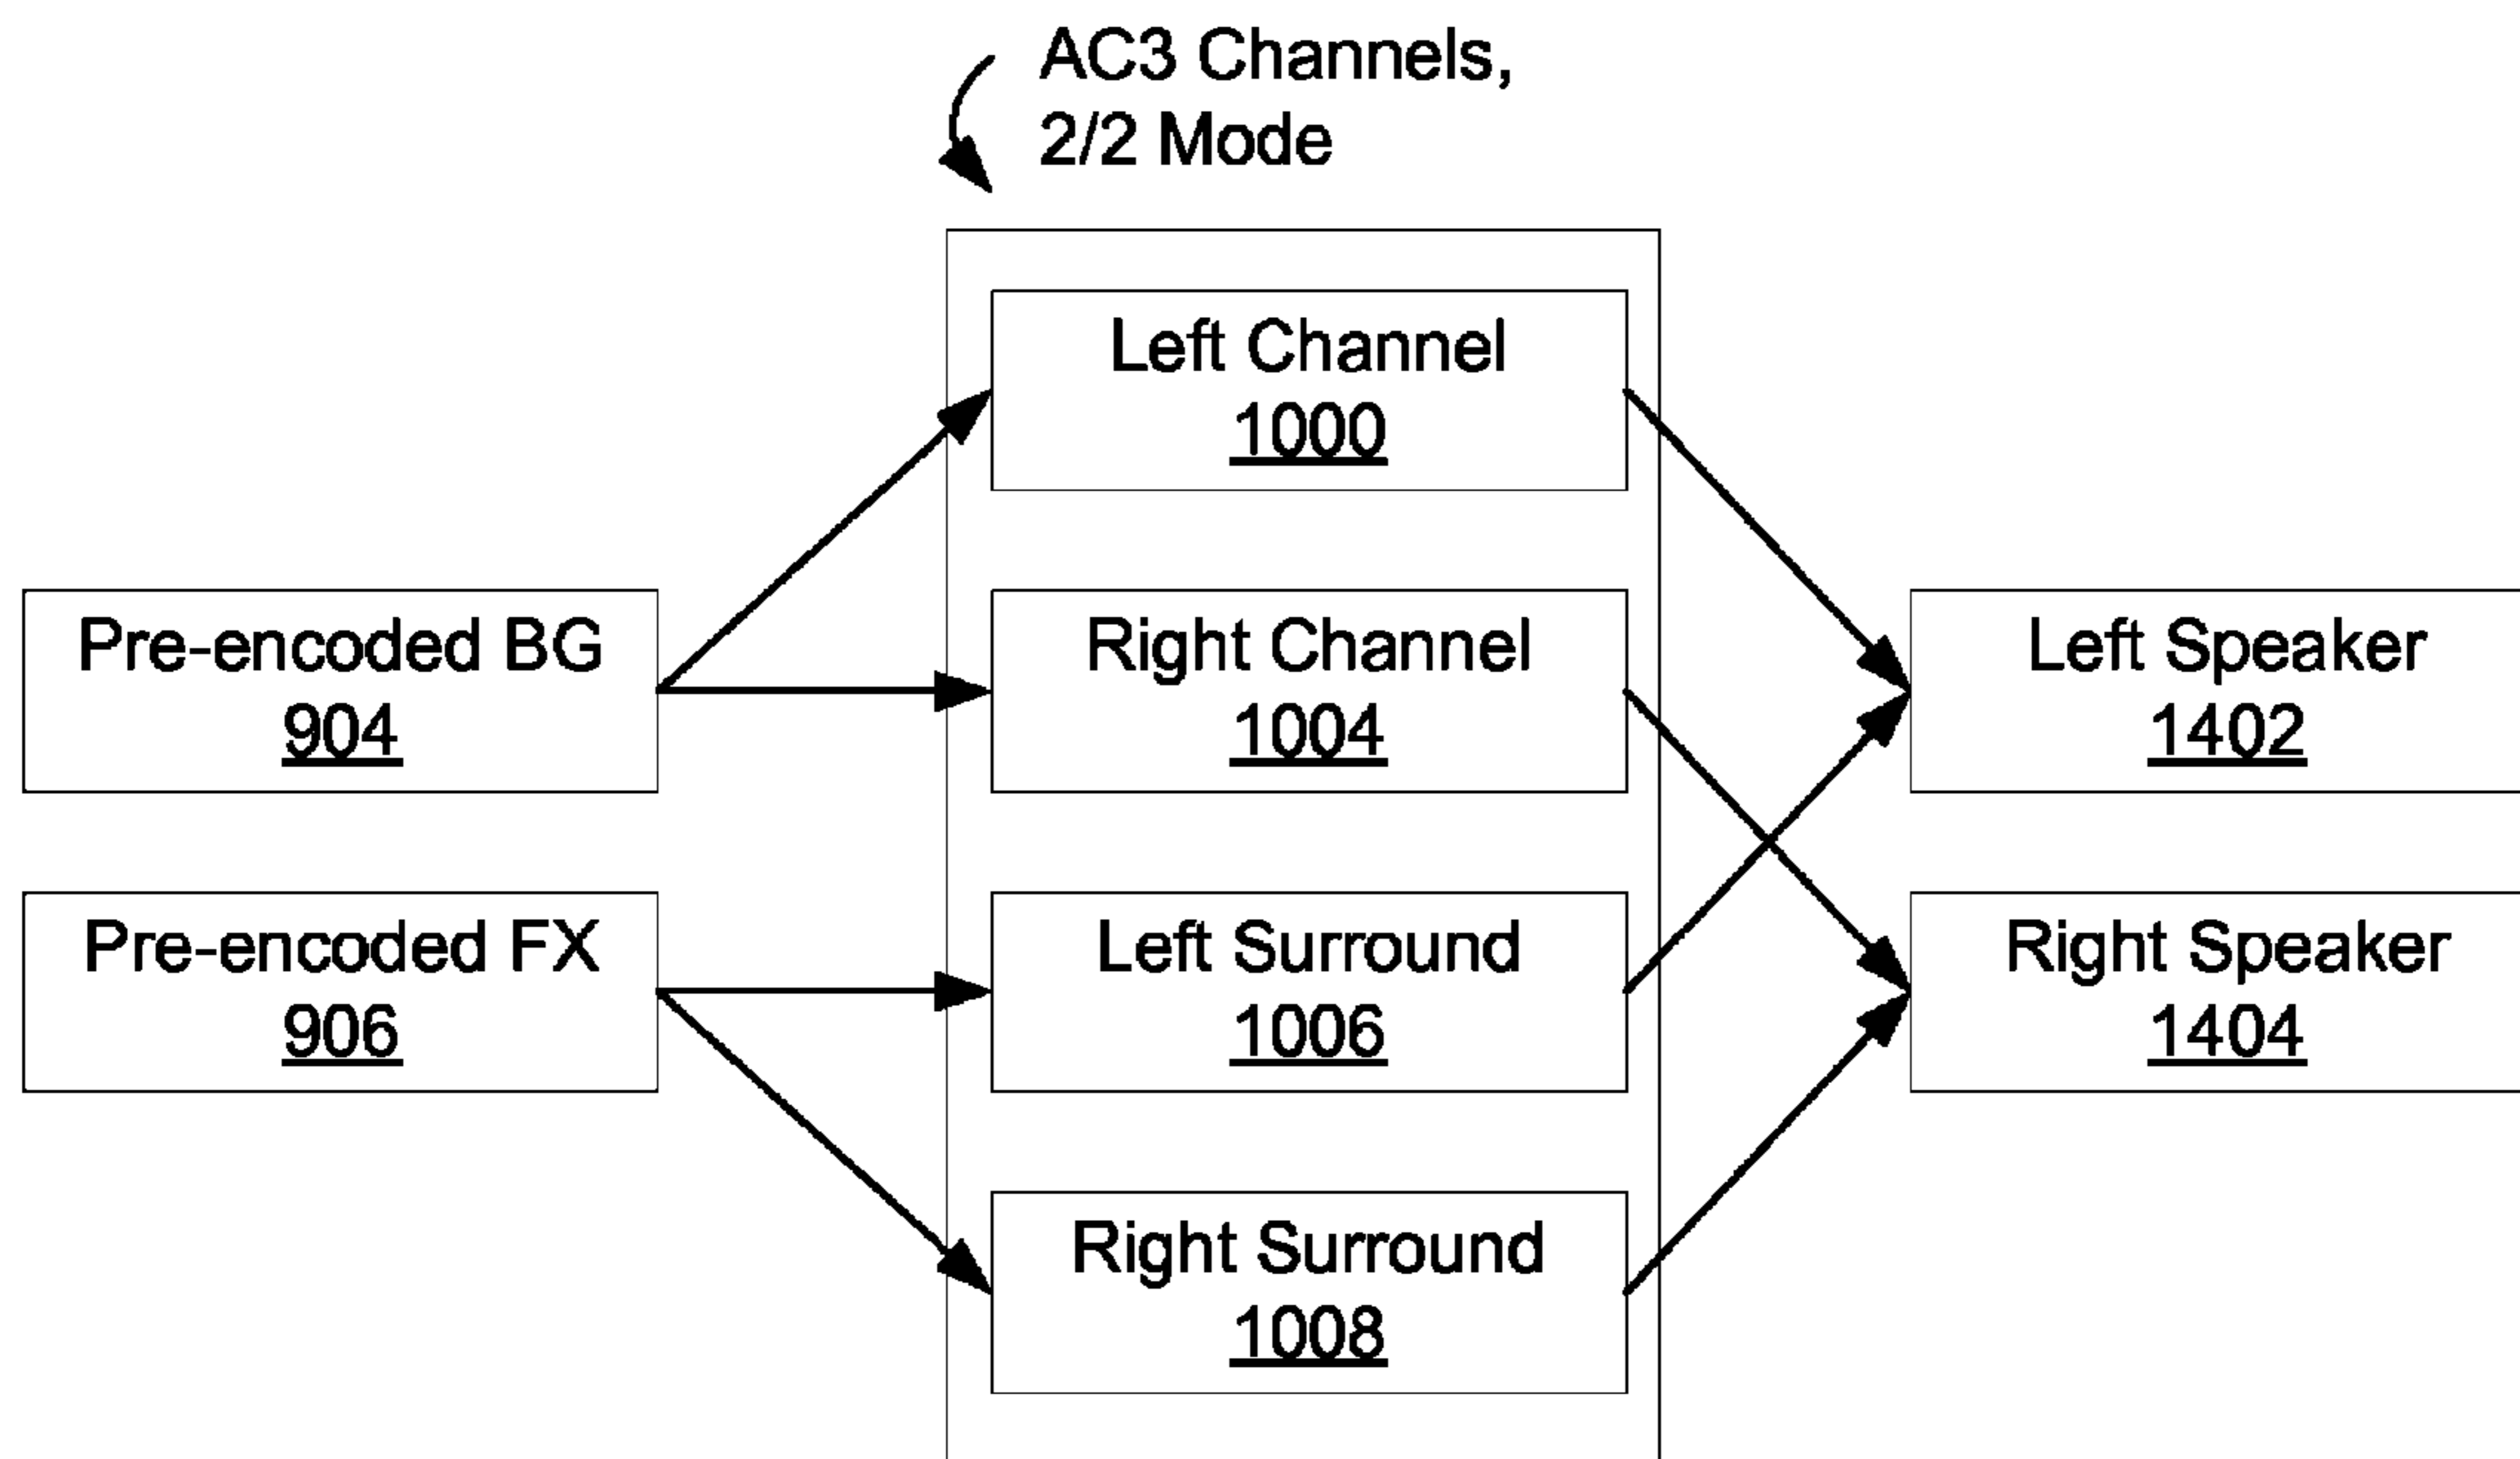 AC3 Channels,
2/2 Mode
Left Channel
1000
Pre-encoded BG
904
Right Channel
1004
Left Speaker
1402
Pre-encoded FX
906
Left Surround
1006
Right Speaker
1404
Right Surround
1008